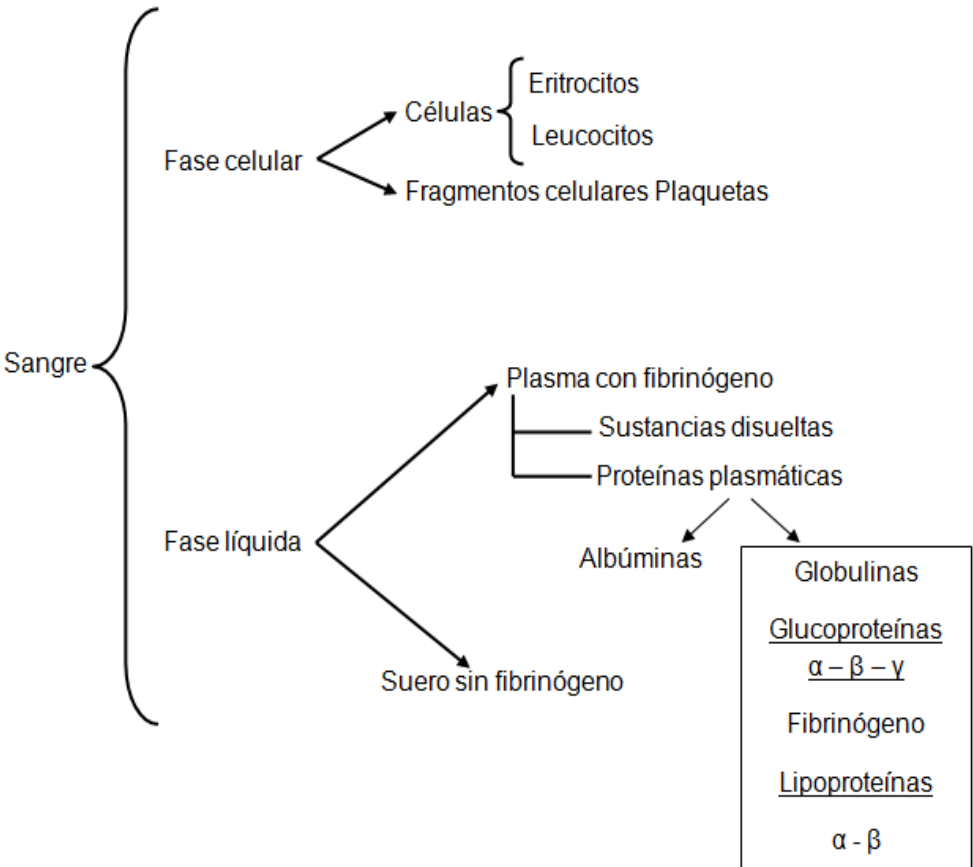 Sangre
Fase celular
Células
Eritrocitos
Leucocitos
Fragmentos celulares Plaquetas
Fase líquida
Plasma con fibrinógeno
Sustancias disueltas
Proteínas plasmáticas
Albúminas
Globulinas
Glucoproteínas
α – β – γ
Fibrinógeno
Lipoproteínas
α - β
Suero sin fibrinógeno